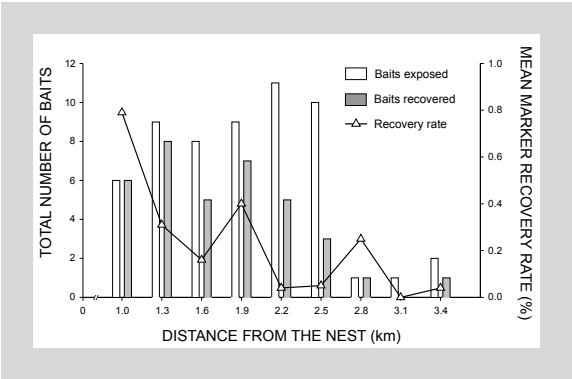 TOTAL NUMBER OF BAITS
12
10
8
6
4
2
0
Baits exposed
Baits recovered
Recovery rate
1.0
0.8
0.6
0.4
0.2
0.0
MEAN MARKER RECOVERY RATE (%)
0 1.0 1.3 1.6 1.9 2.2 2.5 2.8 3.1 3.4
DISTANCE FROM THE NEST (km)